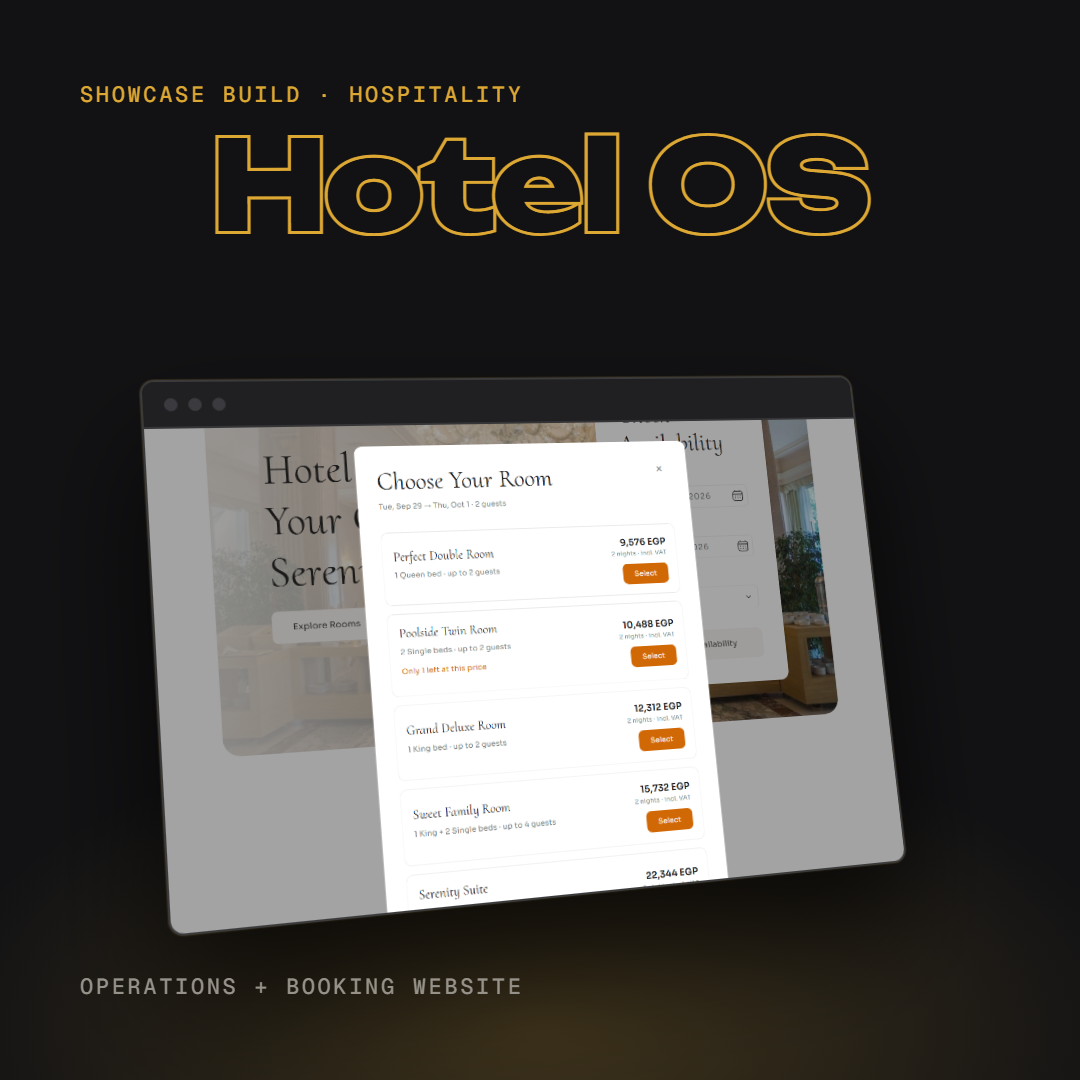 SHOWCASE BUILD · HOSPITALITY
Hotel OS
Hotel
Your
Seren
Explore Rooms
Availability
2026
26
ailability
Choose Your Room
×
Tue, Sep 29 → Thu, Oct 1 · 2 guests
Perfect Double Room
1 Queen bed · up to 2 guests
9,576 EGP
2 nights · incl. VAT
Select
Poolside Twin Room
2 Single beds · up to 2 guests
Only 1 left at this price
10,488 EGP
2 nights · incl. VAT
Select
Grand Deluxe Room
1 King bed · up to 2 guests
12,312 EGP
2 nights · incl. VAT
Select
Sweet Family Room
1 King + 2 Single beds · up to 4 guests
15,732 EGP
2 nights · incl. VAT
Select
Serenity Suite
22,344 EGP
OPERATIONS + BOOKING WEBSITE